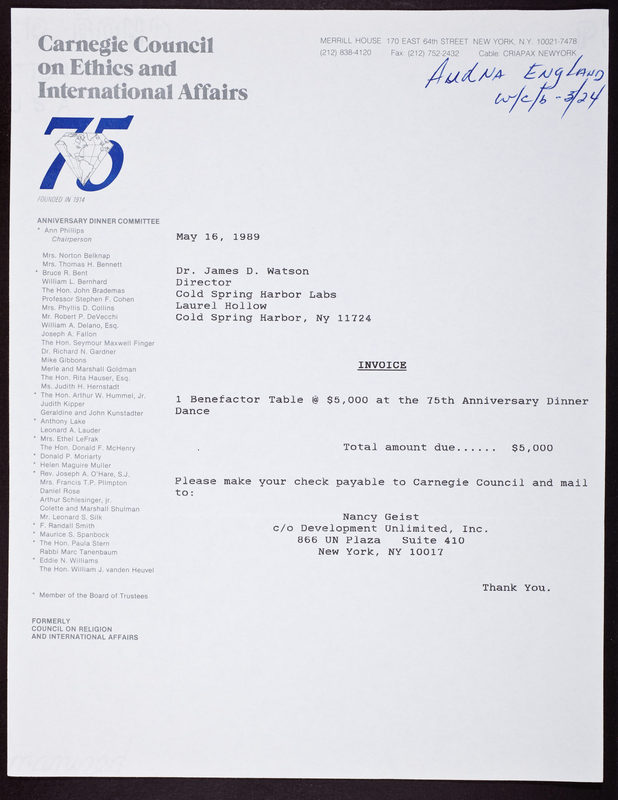 Carnegie Council
on Ethics and
International Affairs
MERRILL HOUSE 170 EAST 64th STREET NEW YORK, N.Y. 10021-7478
(212) 838-4120 Fax: (212) 752-2432 Cable: CRIAPAX NEWYORK
AudNA ENGLAND
w/c/b - 3/24
75
FOUNDED IN 1914
ANNIVERSARY DINNER COMMITTEE
* Ann Phillips
Chairperson
Mrs. Norton Belknap
Mrs. Thomas H. Bennett
* Bruce R. Bent
William L. Bernhard
The Hon. John Brademas
Professor Stephen F. Cohen
Mrs. Phyllis D. Collins
Mr. Robert P. DeVecchi
William A. Delano, Esq.
Joseph A. Fallon
The Hon. Seymour Maxwell Finger
Dr. Richard N. Gardner
Mike Gibbons
Merle and Marshall Goldman
The Hon. Rita Hauser, Esq.
Ms. Judith H. Hernstadt
* The Hon. Arthur W. Hummel, Jr.
Judith Kipper
Geraldine and John Kunstadter
* Anthony Lake
Leonard A. Lauder
* Mrs. Ethel LeFrak
The Hon. Donald F. McHenry
* Donald P. Moriarty
* Helen Maguire Muller
* Rev. Joseph A. O'Hare, S.J.
Mrs. Francis T.P. Plimpton
Daniel Rose
Arthur Schlesinger, jr.
Colette and Marshall Shulman
Mr. Leonard S. Silk
* F. Randall Smith
* Maurice S. Spanbock
* The Hon. Paula Stern
Rabbi Marc Tanenbaum
* Eddie N. Williams
The Hon. William J. vanden Heuvel
* Member of the Board of Trustees
FORMERLY
COUNCIL ON RELIGION
AND INTERNATIONAL AFFAIRS
May 16, 1989
Dr. James D. Watson
Director
Cold Spring Harbor Labs
Laurel Hollow
Cold Spring Harbor, Ny 11724
INVOICE
1 Benefactor Table @ $5,000 at the 75th Anniversary Dinner
Dance
Total amount due...... $5,000
Please make your check payable to Carnegie Council and mail
to:
Nancy Geist
c/o Development Unlimited, Inc.
866 UN Plaza Suite 410
New York, NY 10017
Thank You.